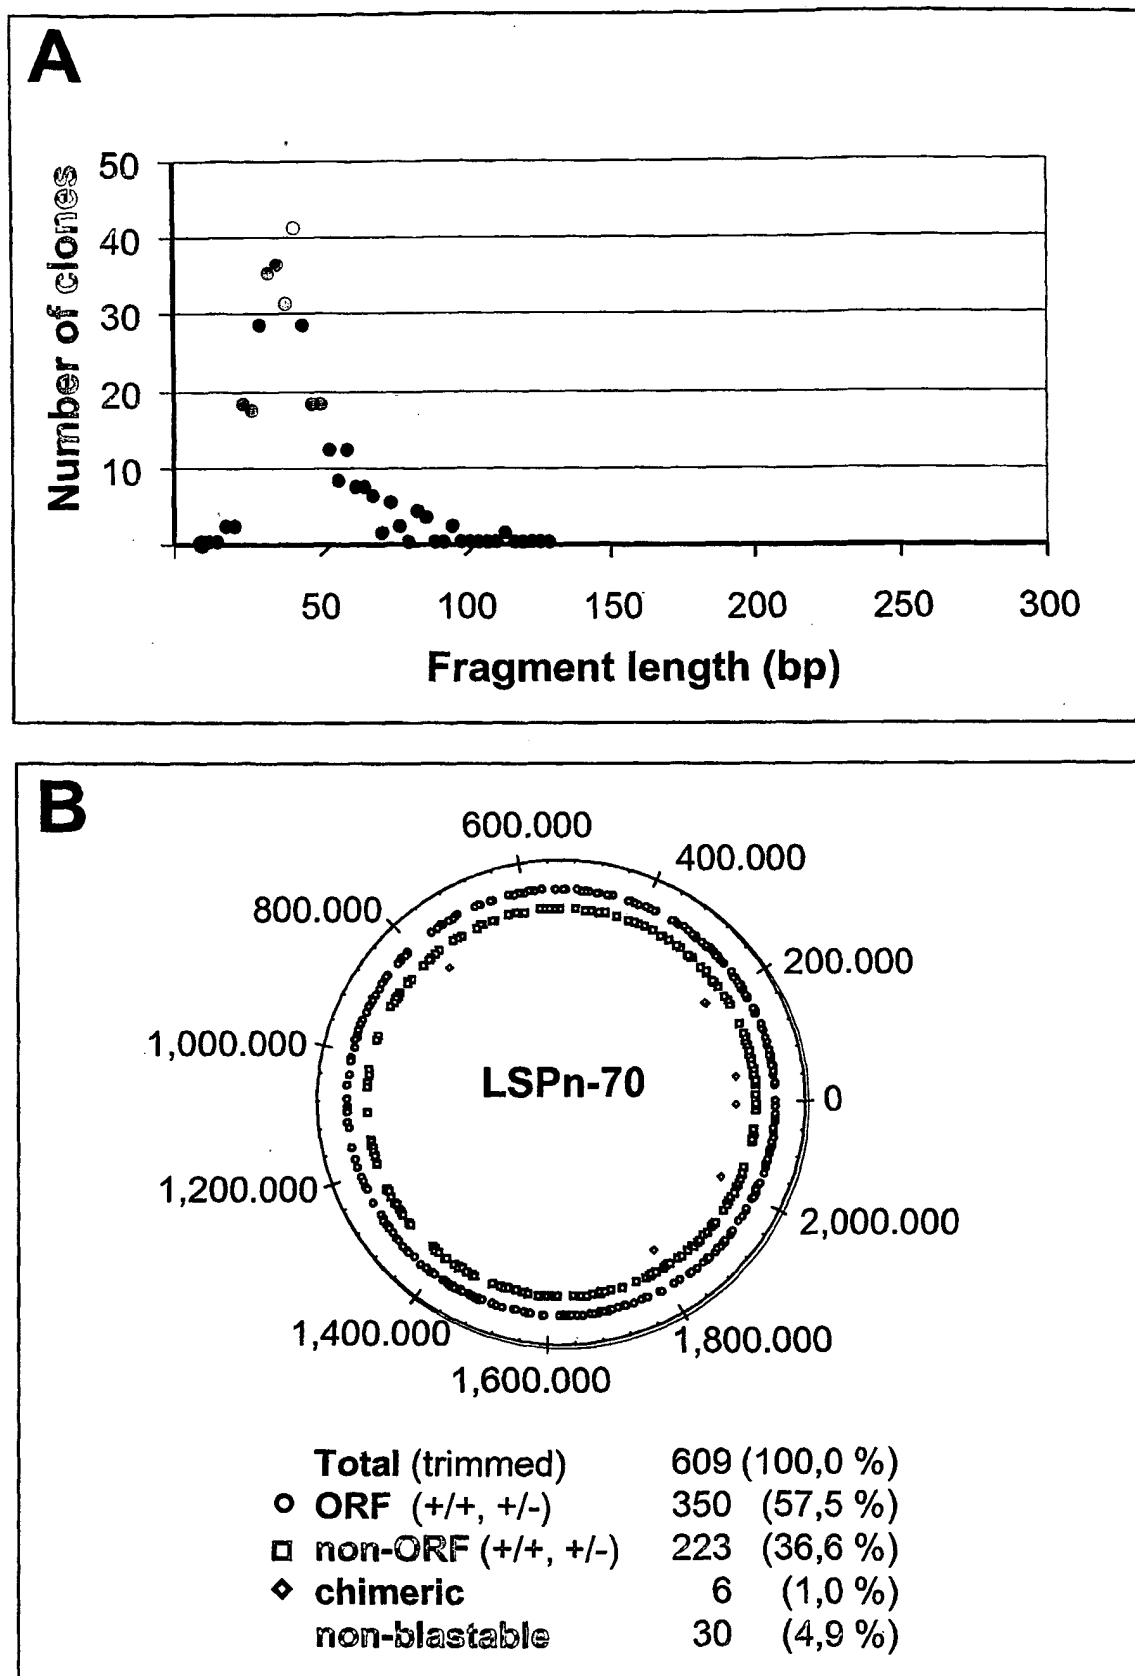 A
50
40
30
20
10
Number of clones
50 100 150 200 250 300
Fragment length (bp)
B
600.000
400.000
800.000
200.000
1,000.000
LSPn-70
0
1,200.000
2,000.000
1,400.000
1,800.000
1,600.000
Total (trimmed) 609 (100,0 %)
ORF (+/+, +/-) 350 (57,5 %)
non-ORF (+/+, +/-) 223 (36,6 %)
chimeric 6 (1,0 %)
non-blastable 30 (4,9 %)